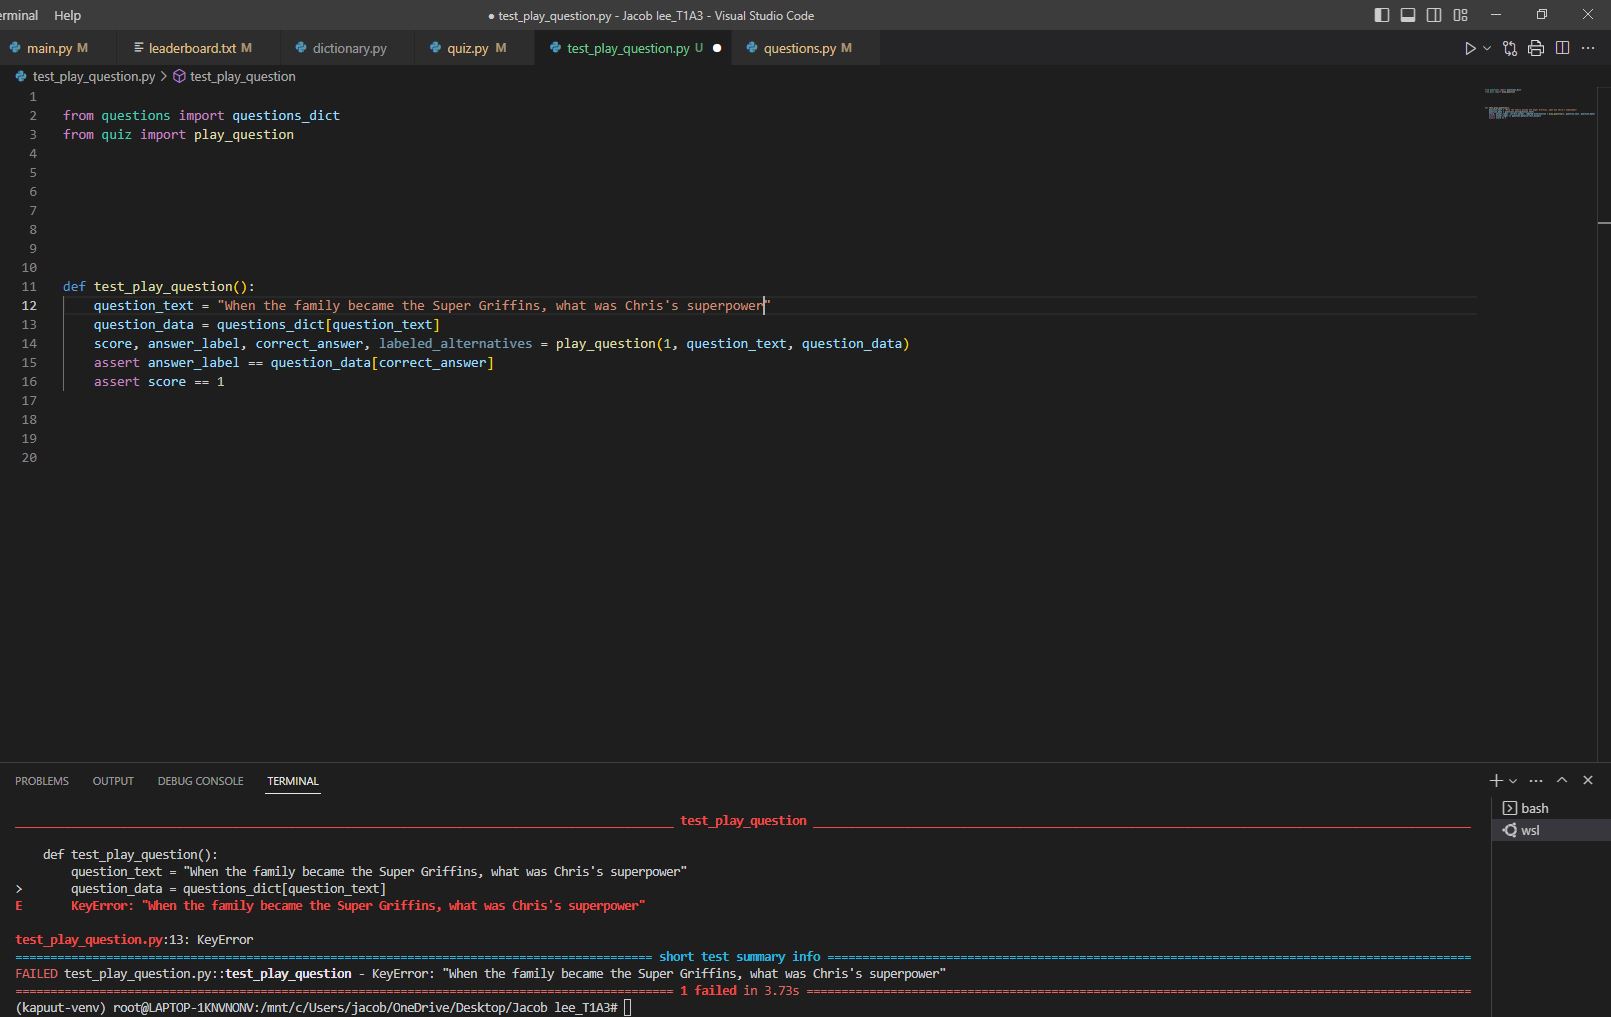 erminal Help
● test_play_question.py - Jacob lee_T1A3 - Visual Studio Code
main.py M leaderboard.txt M dictionary.py quiz.py M test_play_question.py U ● questions.py M
test_play_question.py > test_play_question
1
2 from questions import questions_dict
3 from quiz import play_question
4
5
6
7
8
9
10
11 def test_play_question():
12 question_text = "When the family became the Super Griffins, what was Chris's superpower"
13 question_data = questions_dict[question_text]
14 score, answer_label, correct_answer, labeled_alternatives = play_question(1, question_text, question_data)
15 assert answer_label == question_data[correct_answer]
16 assert score == 1
17
18
19
20
PROBLEMS OUTPUT DEBUG CONSOLE TERMINAL
bash
wsl
test_play_question
def test_play_question():
question_text = "When the family became the Super Griffins, what was Chris's superpower"
> question_data = questions_dict[question_text]
E KeyError: "When the family became the Super Griffins, what was Chris's superpower"
test_play_question.py:13: KeyError
short test summary info
FAILED test_play_question.py::test_play_question - KeyError: "When the family became the Super Griffins, what was Chris's superpower"
1 failed in 3.73s
(kapuut-venv) root@LAPTOP-1KNVNONV:/mnt/c/Users/jacob/OneDrive/Desktop/Jacob lee_T1A3#